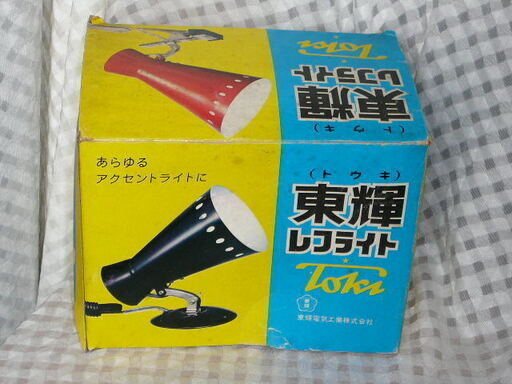 Toki
レフライト
東輝
(トウキ)
あらゆる
アクセントライトに
(トウキ)
東輝
レフライト
Toki
東輝電気工業株式会社